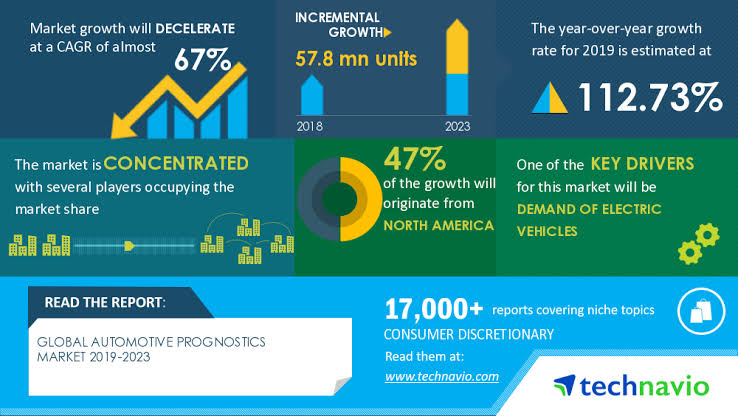 Market growth will DECELERATE
at a CAGR of almost
67%
INCREMENTAL
GROWTH
57.8 mn units
2018
2023
The year-over-year growth
rate for 2019 is estimated at
112.73%
The market is CONCENTRATED
with several players occupying the
market share
47%
of the growth will
originate from
NORTH AMERICA
One of the KEY DRIVERS
for this market will be
DEMAND OF ELECTRIC
VEHICLES
READ THE REPORT:
GLOBAL AUTOMOTIVE PROGNOSTICS
MARKET 2019-2023
17,000+ reports covering niche topics
CONSUMER DISCRETIONARY
Read them at:
www.technavio.com
technavio